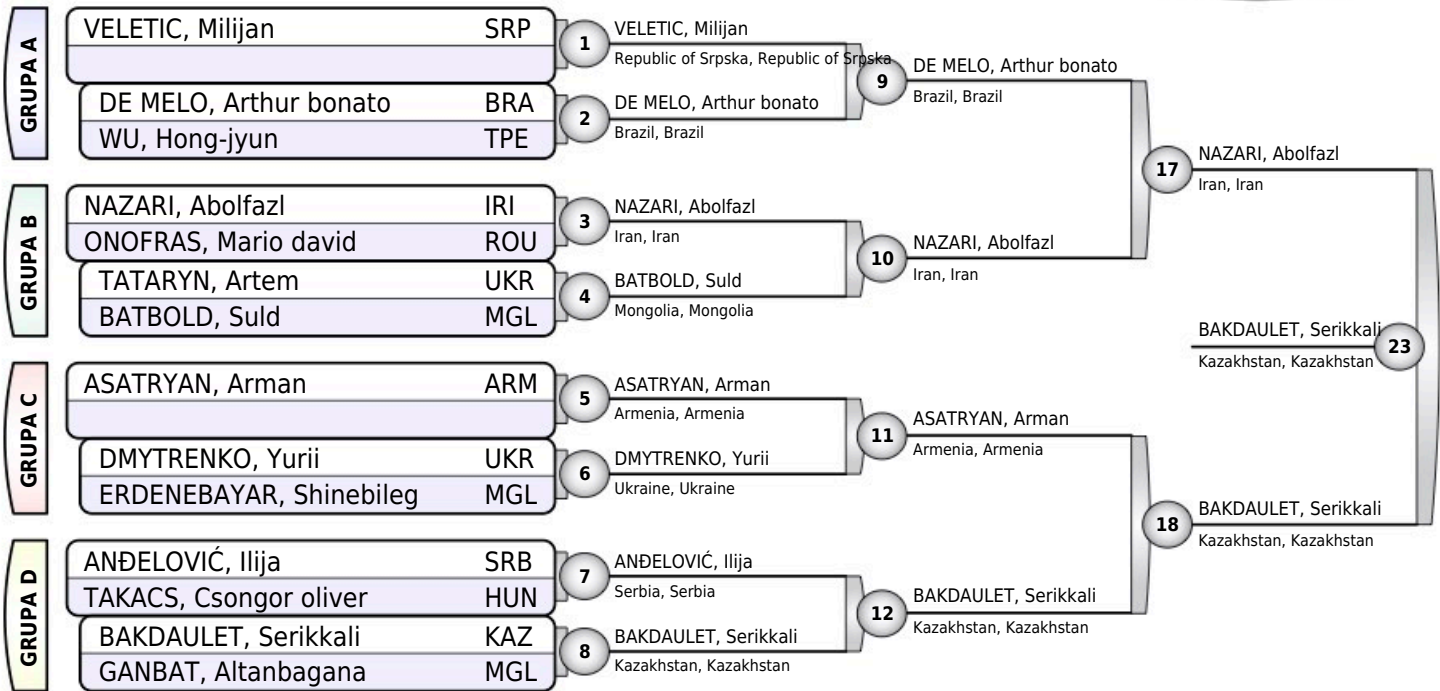 GRUPA A
VELETIC, Milijan SRP
DE MELO, Arthur bonato BRA
WU, Hong-jyun TPE
GRUPA B
NAZARI, Abolfazl IRI
ONOFRAS, Mario david ROU
TATARYN, Artem UKR
BATBOLD, Suld MGL
GRUPA C
ASATRYAN, Arman ARM
DMYTRENKO, Yurii UKR
ERDENEBAYAR, Shinebileg MGL
GRUPA D
ANĐELOVIĆ, Ilija SRB
TAKACS, Csongor oliver HUN
BAKDAULET, Serikkali KAZ
GANBAT, Altanbagana MGL
1
VELETIC, Milijan
Republic of Srpska, Republic of Srpska
2
DE MELO, Arthur bonato
Brazil, Brazil
3
NAZARI, Abolfazl
Iran, Iran
4
BATBOLD, Suld
Mongolia, Mongolia
5
ASATRYAN, Arman
Armenia, Armenia
6
DMYTRENKO, Yurii
Ukraine, Ukraine
7
ANĐELOVIĆ, Ilija
Serbia, Serbia
8
BAKDAULET, Serikkali
Kazakhstan, Kazakhstan
9
DE MELO, Arthur bonato
Brazil, Brazil
10
NAZARI, Abolfazl
Iran, Iran
11
ASATRYAN, Arman
Armenia, Armenia
12
BAKDAULET, Serikkali
Kazakhstan, Kazakhstan
17
NAZARI, Abolfazl
Iran, Iran
18
BAKDAULET, Serikkali
Kazakhstan, Kazakhstan
BAKDAULET, Serikkali
Kazakhstan, Kazakhstan
23